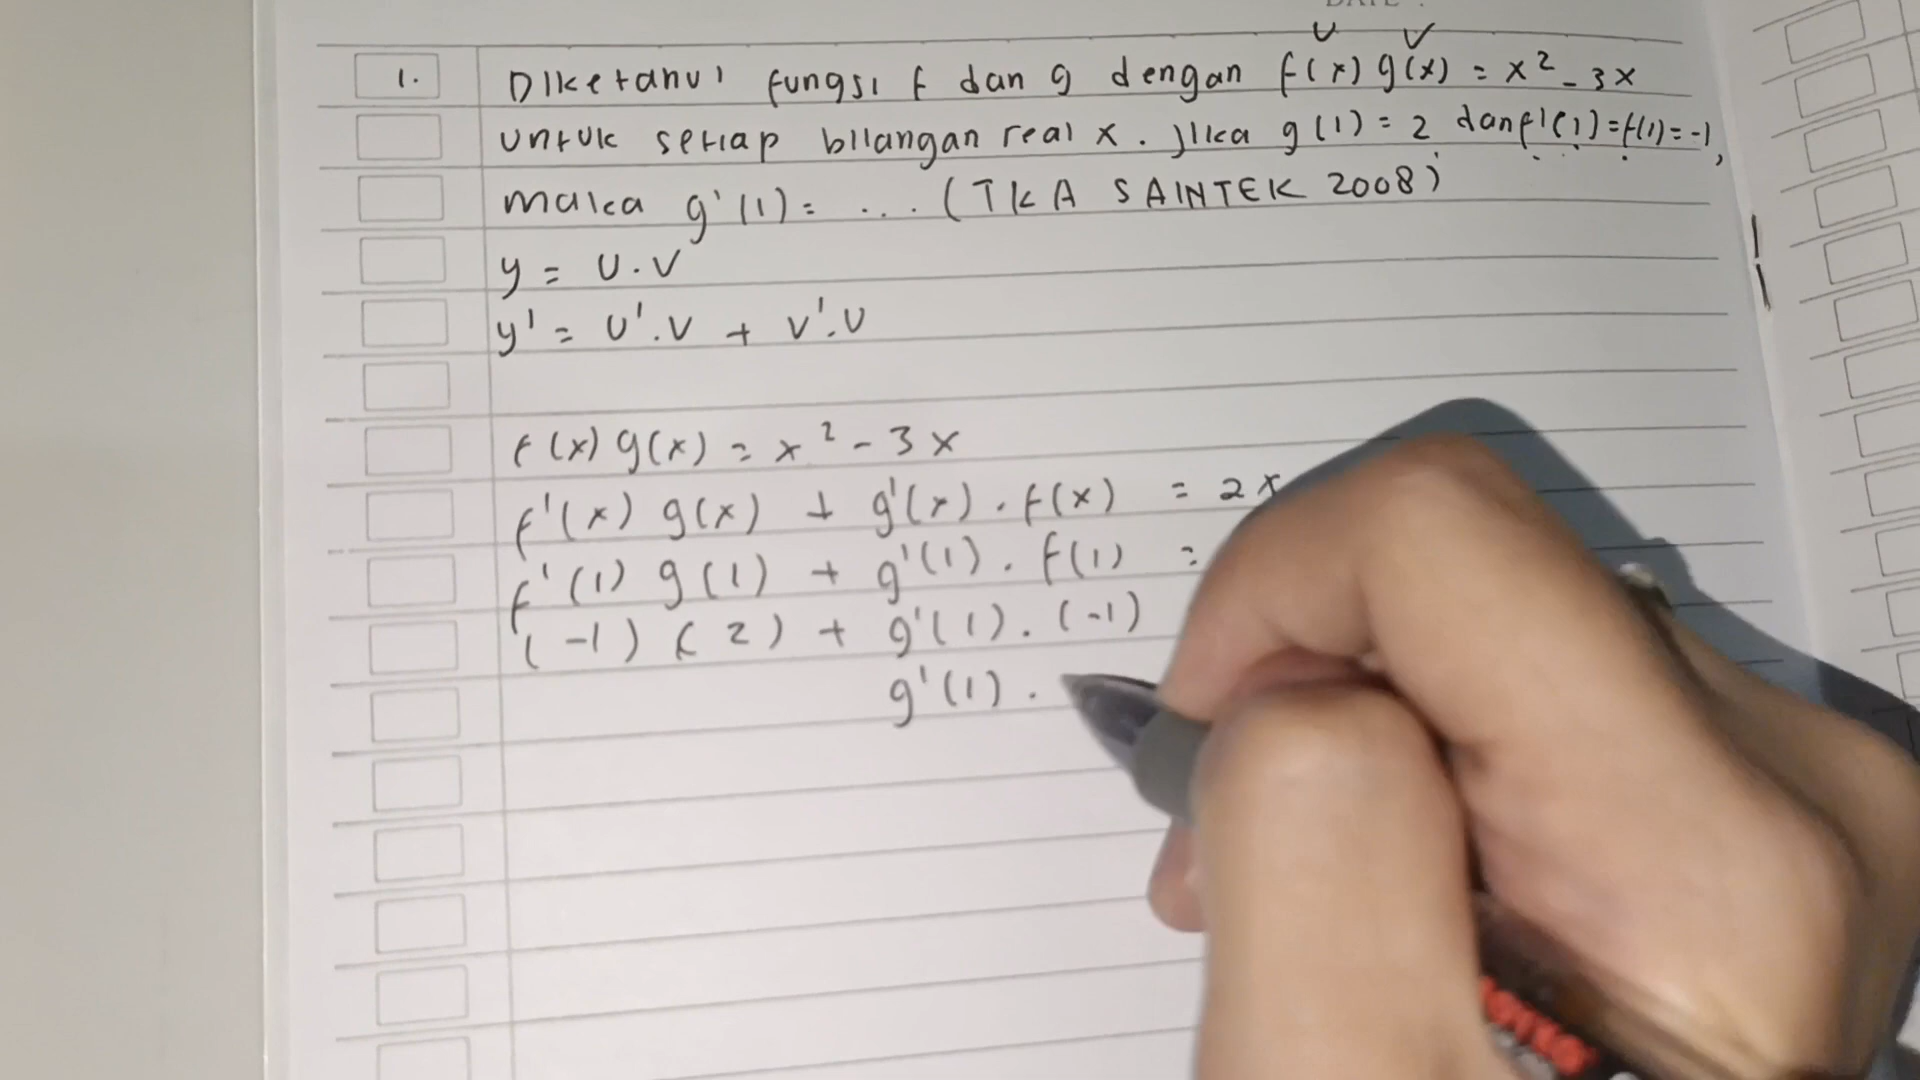 U V
1. Diketahui fungsi f dan g dengan f(x) g(x) = x² - 3x
untuk setiap bilangan real x. Jika g(1) = 2 dan f'(1) = f(1) = -1,
maka g'(1) = ... (TKA SAINTEK 2008)
y = U.V
y' = U'.V + V'.U
f(x) g(x) = x² - 3x
f'(x) g(x) + g'(x) . f(x) = 2x
f'(1) g(1) + g'(1) . f(1) =
(-1) (2) + g'(1) . (-1)
g'(1) .